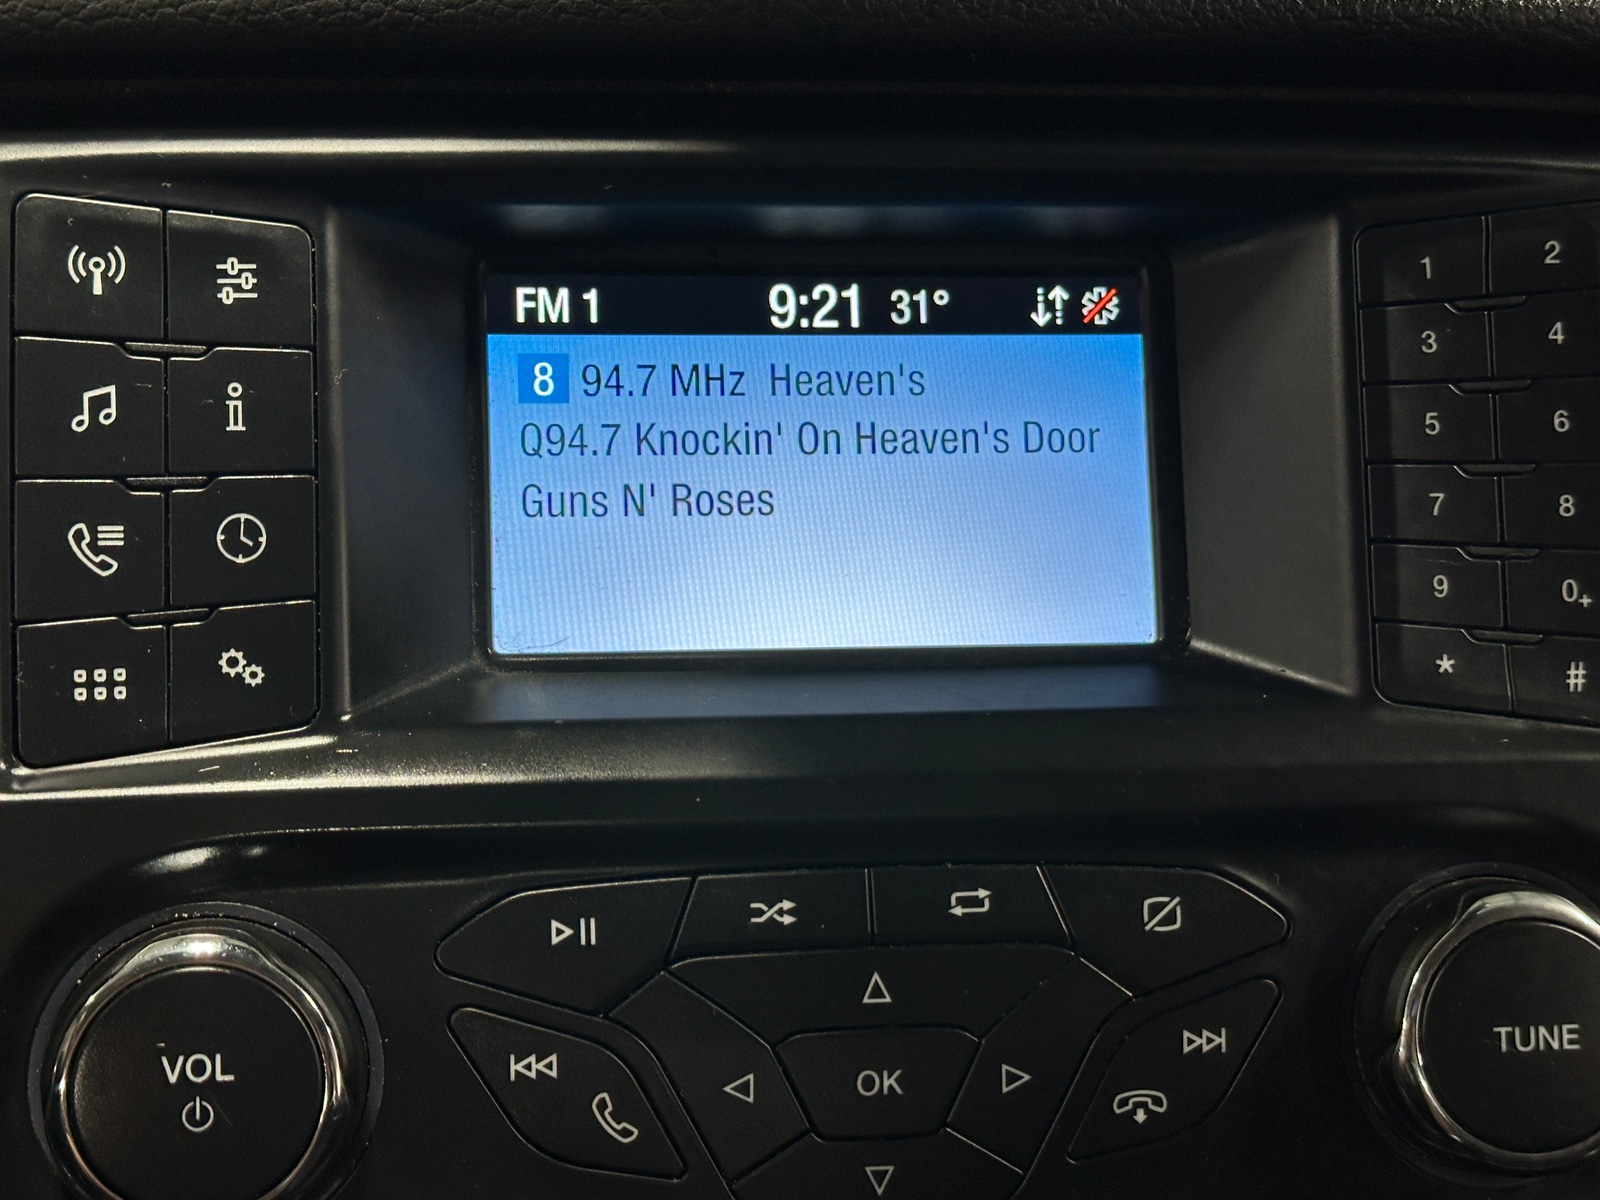 FM 1 9:21 31°
8 94.7 MHz Heaven's
Q94.7 Knockin' On Heaven's Door
Guns N' Roses
1 2
3 4
5 6
7 8
9 0+
* #
VOL
OK
TUNE